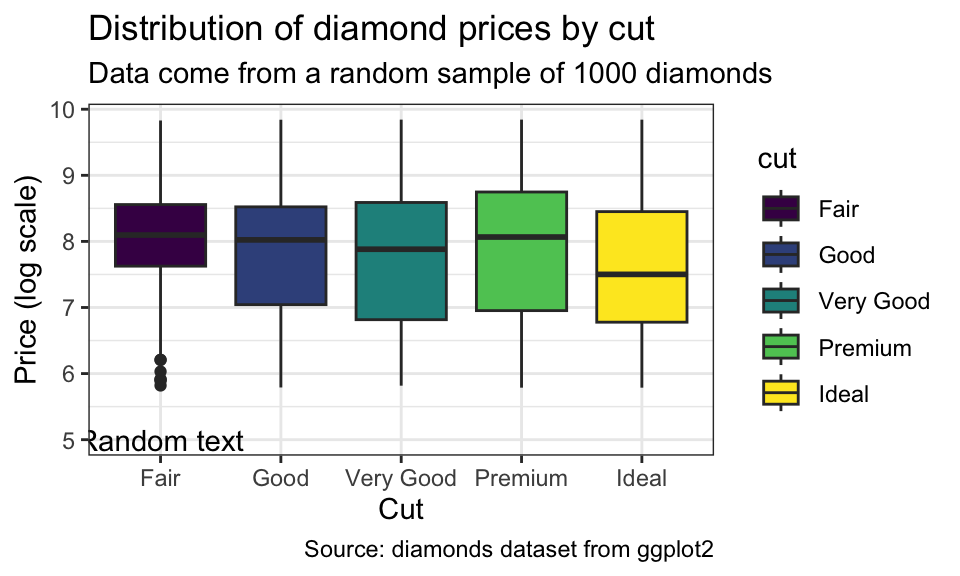 Distribution of diamond prices by cut
Data come from a random sample of 1000 diamonds
Price (log scale)
10
9
8
7
6
5
Random text
Fair Good Very Good Premium Ideal
Cut
cut
Fair
Good
Very Good
Premium
Ideal
Source: diamonds dataset from ggplot2